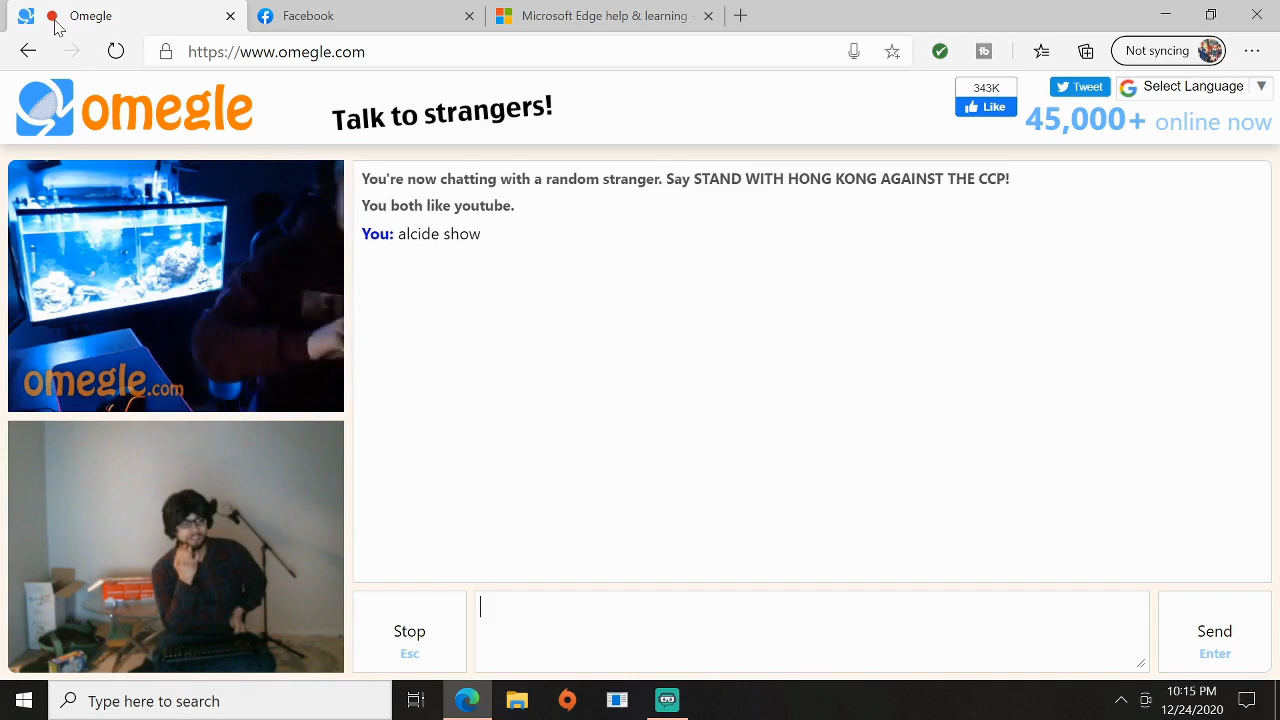 Omegle
Facebook
Microsoft Edge help & learning
https://www.omegle.com
Not syncing
omegle
Talk to strangers!
343K
Like
Tweet
Select Language
45,000+ online now
You're now chatting with a random stranger. Say STAND WITH HONG KONG AGAINST THE CCP!
You both like youtube.
You: alcide show
omegle.com
Stop
Esc
Send
Enter
Type here to search
10:15 PM
12/24/2020